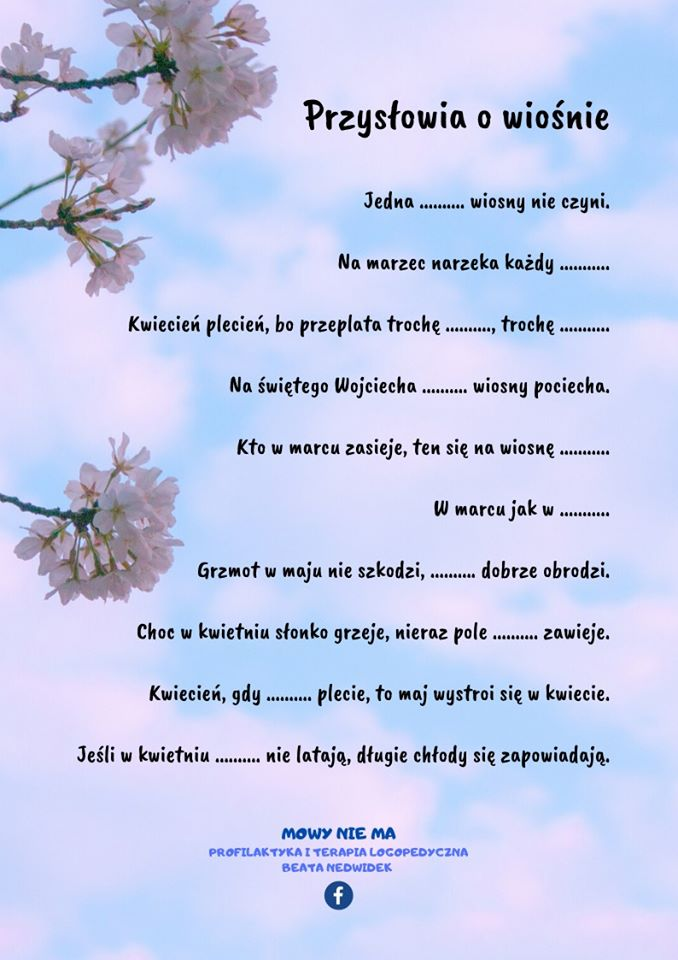 Przysłowia o wiośnie
Jedna .......... wiosny nie czyni.
Na marzec narzeka każdy ...........
Kwiecień plecień, bo przeplata trochę .........., trochę ...........
Na świętego Wojciecha .......... wiosny pociecha.
Kto w marcu zasieje, ten się na wiosnę ...........
W marcu jak w ...........
Grzmot w maju nie szkodzi, .......... dobrze obrodzi.
Choc w kwietniu słonko grzeje, nieraz pole .......... zawieje.
Kwiecień, gdy .......... plecie, to maj wystroi się w kwiecie.
Jeśli w kwietniu .......... nie latają, długie chłody się zapowiadają.
MOWY NIE MA
PROFILAKTYKA I TERAPIA LOGOPEDYCZNA
BEATA NEDWIDEK